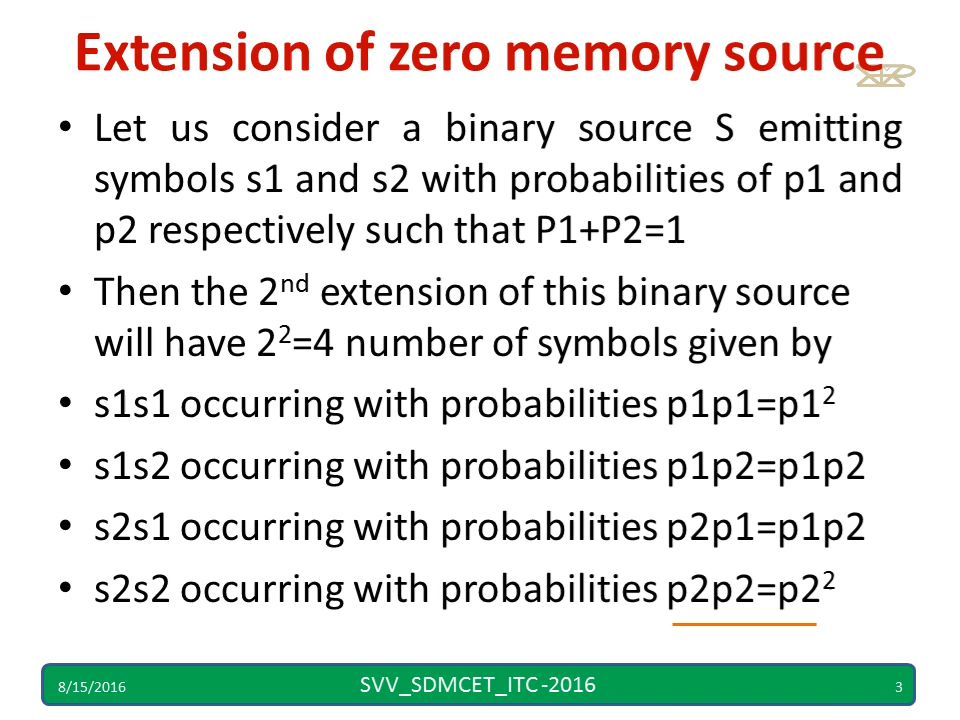 Extension of zero memory source
• Let us consider a binary source S emitting
symbols s1 and s2 with probabilities of p1 and
p2 respectively such that P1+P2=1
• Then the 2nd extension of this binary source
will have 2²=4 number of symbols given by
• s1s1 occurring with probabilities p1p1=p1²
• s1s2 occurring with probabilities p1p2=p1p2
• s2s1 occurring with probabilities p2p1=p1p2
• s2s2 occurring with probabilities p2p2=p2²
8/15/2016 SVV_SDMCET_ITC-2016 3